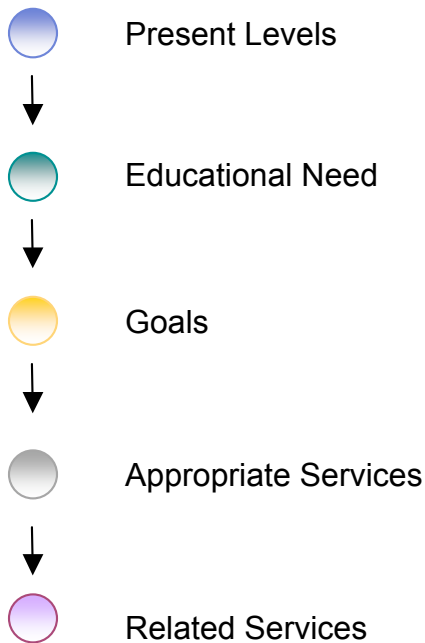 Present Levels
Educational Need
Goals
Appropriate Services
Related Services